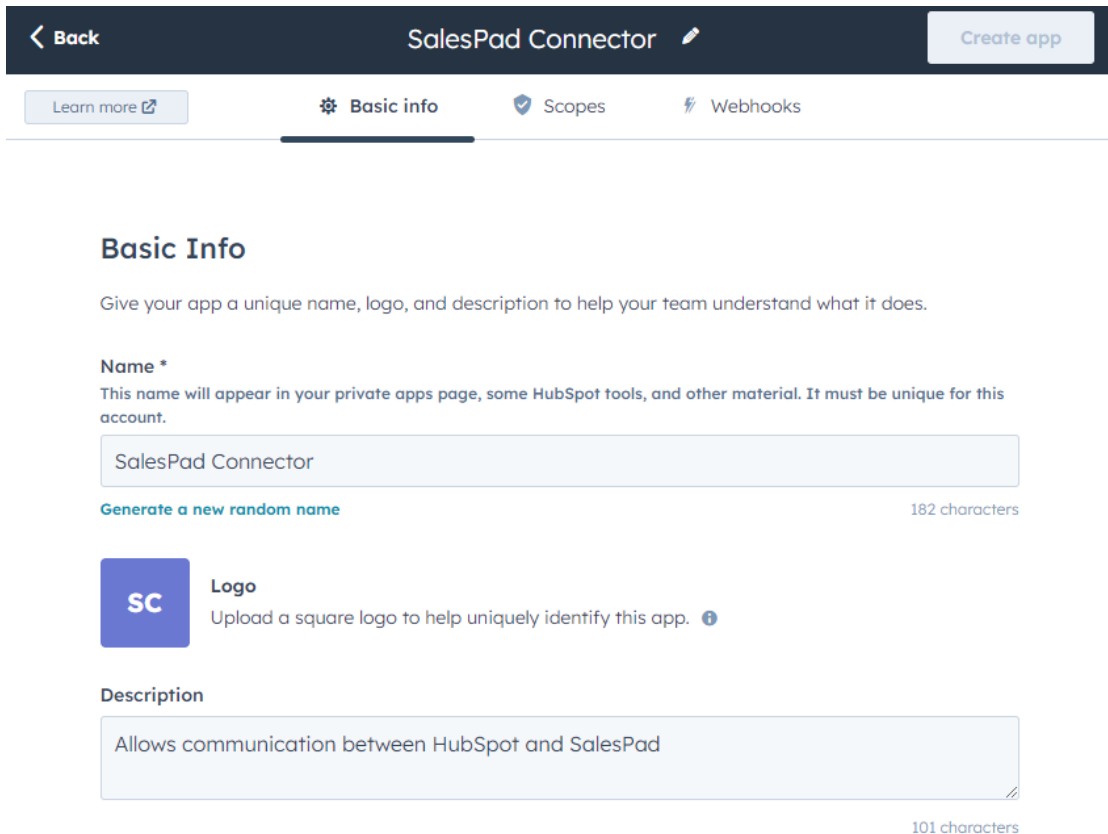 Back
SalesPad Connector
Create app
Learn more
Basic info
Scopes
Webhooks
Basic Info
Give your app a unique name, logo, and description to help your team understand what it does.
Name *
This name will appear in your private apps page, some HubSpot tools, and other material. It must be unique for this
account.
SalesPad Connector
Generate a new random name
182 characters
SC
Logo
Upload a square logo to help uniquely identify this app.
Description
Allows communication between HubSpot and SalesPad
101 characters